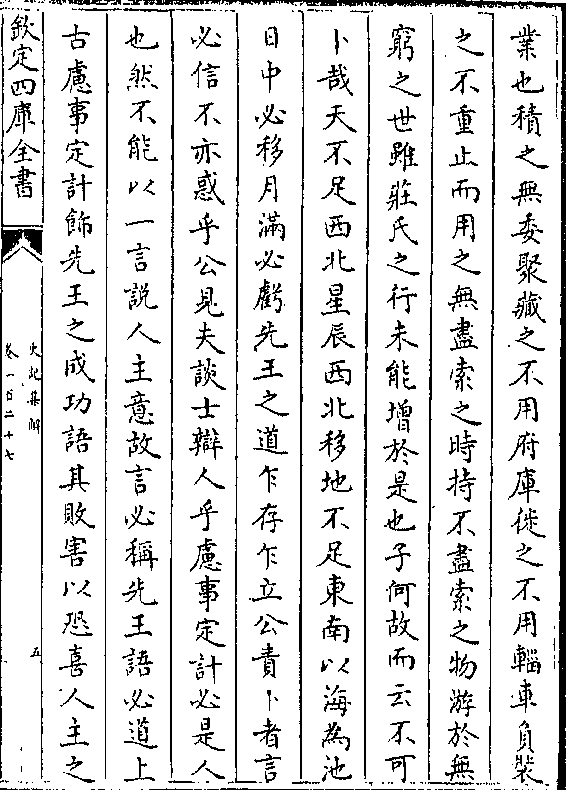 業也積之無委聚藏之不用府庫徙之不用輜車負裝
之不重止而用之無盡索之時持不盡索之物游於無
窮之世雖莊氏之行未能增於是也子何故而云不可
卜哉天不足西北星辰西北移地不足東南以海為池
日中必移月滿必虧先王之道乍存乍立公責卜者言
必信不亦惑乎公見夫談士辯人乎慮事定計必是人
也然不能以一言說人主意故言必稱先王語必道上
古慮事定計飾先王之成功語其敗害以恐喜人主之
欽定四庫全書
史記集解
卷一百二十七
五